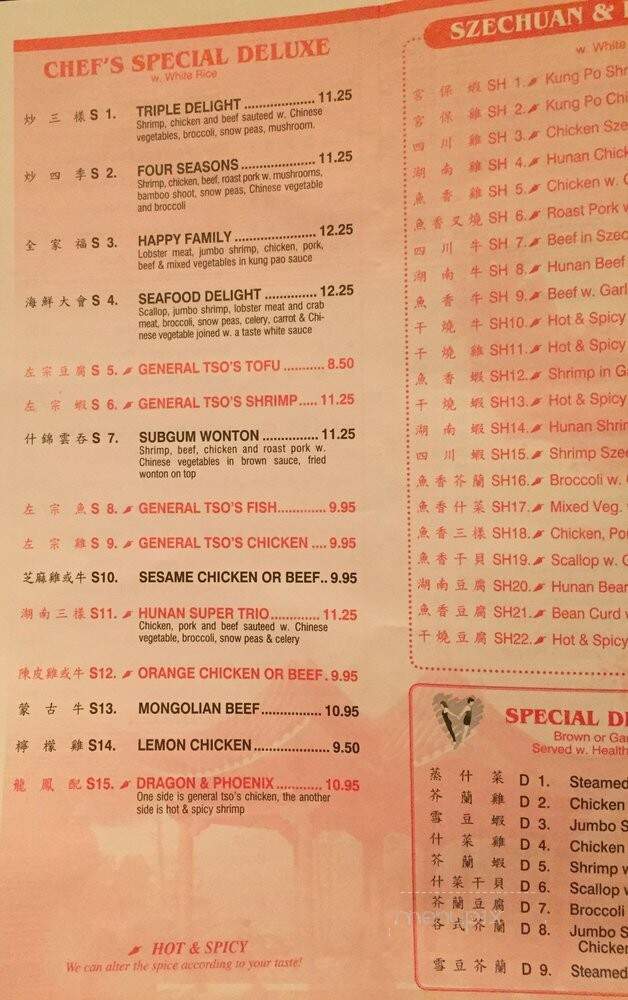 CHEF'S SPECIAL DELUXE
w. White Rice
炒三樣 S 1. TRIPLE DELIGHT .................. 11.25
Shrimp, chicken and beef sauteed w. Chinese
vegetables, broccoli, snow peas, mushroom.
炒四季 S 2. FOUR SEASONS ................... 11.25
Shrimp, chicken, beef, roast pork w. mushrooms,
bamboo shoot, snow peas, Chinese vegetable
and broccoli
全家福 S 3. HAPPY FAMILY .................... 12.25
Lobster meat, jumbo shrimp, chicken, pork,
beef & mixed vegetables in kung pao sauce
海鮮大會 S 4. SEAFOOD DELIGHT ............. 12.25
Scallop, jumbo shrimp, lobster meat and crab
meat, broccoli, snow peas, celery, carrot & Chi-
nese vegetable joined w. a taste white sauce
左宗豆腐 S 5. GENERAL TSO'S TOFU ........... 8.50
左宗蝦 S 6. GENERAL TSO'S SHRIMP..... 11.25
什錦雲吞 S 7. SUBGUM WONTON .............. 11.25
Shrimp, beef, chicken and roast pork w.
Chinese vegetables in brown sauce, fried
wonton on top
左宗魚 S 8. GENERAL TSO'S FISH............. 9.95
左宗雞 S 9. GENERAL TSO'S CHICKEN .... 9.95
芝麻雞或牛 S10. SESAME CHICKEN OR BEEF.. 9.95
湖南三樣 S11. HUNAN SUPER TRIO.............. 11.25
Chicken, pork and beef sauteed w. Chinese
vegetable, broccoli, snow peas & celery
陳皮雞或牛 S12. ORANGE CHICKEN OR BEEF. 9.95
蒙古牛 S13. MONGOLIAN BEEF................ 10.95
檸檬雞 S14. LEMON CHICKEN .................... 9.50
龍鳳配 S15. DRAGON & PHOENIX............ 10.95
One side is general tso's chicken, the another
side is hot & spicy shrimp
HOT & SPICY
We can alter the spice according to your taste!
SZECHUAN &
w. White
宮保蝦 SH 1. Kung Po Shr
宮保雞 SH 2. Kung Po Chi
四川雞 SH 3. Chicken Sze
湖南雞 SH 4. Hunan Chick
魚香雞 SH 5. Chicken w.
魚香叉燒 SH 6. Roast Pork
四川牛 SH 7. Beef in Szec
湖南牛 SH 8. Hunan Beef
魚香牛 SH 9. Beef w. Garl
干燒牛 SH10. Hot & Spicy
干燒雞 SH11. Hot & Spicy
魚香蝦 SH12. Shrimp in Ga
干燒蝦 SH13. Hot & Spicy
湖南蝦 SH14. Hunan Shrim
四川蝦 SH15. Shrimp Szec
魚香芥蘭 SH16. Broccoli w.
魚香什菜 SH17. Mixed Veg.
魚香三樣 SH18. Chicken, Por
魚香干貝 SH19. Scallop w.
湖南豆腐 SH20. Hunan Bean
魚香豆腐 SH21. Bean Curd
干燒豆腐 SH22. Hot & Spicy
SPECIAL DI
Brown or Gar
Served w. Health
蒸什菜 D 1. Steamed
芥蘭雞 D 2. Chicken
雪豆蝦 D 3. Jumbo S
什菜雞 D 4. Chicken
芥蘭蝦 D 5. Shrimp
什菜干貝 D 6. Scallop
芥蘭豆腐 D 7. Broccoli
各式芥蘭 D 8. Jumbo S
Chicken
雪豆芥蘭 D 9. Steamed
menupix